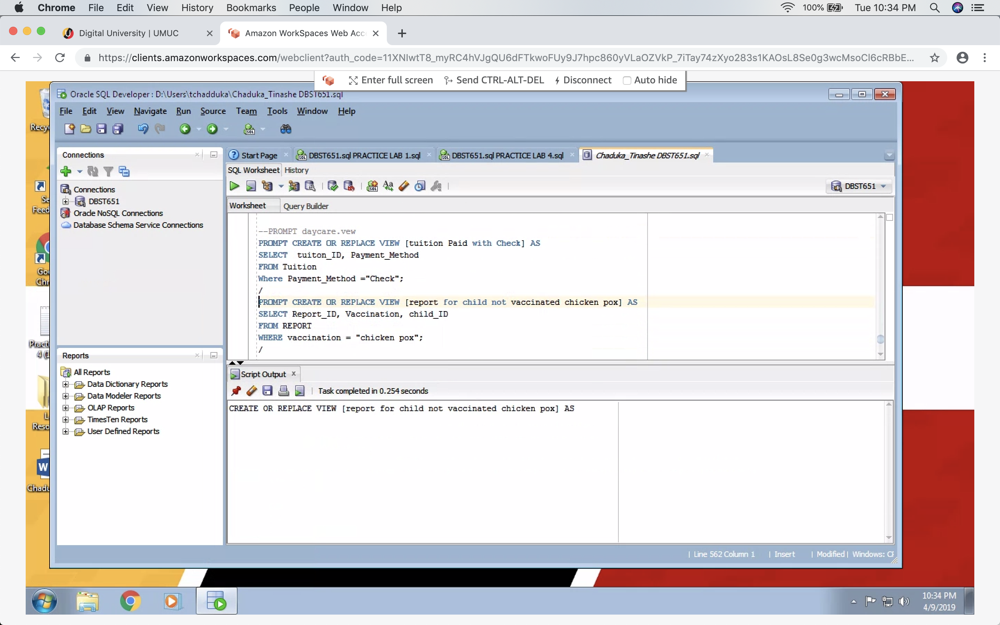 Chrome File Edit View History Bookmarks People Window Help 100% Tue 10:34 PM
Digital University | UMUC Amazon WorkSpaces Web Acc
https://clients.amazonworkspaces.com/webclient?auth_code=11XNIwtT8_myRC4hVJgQU6dFTkwoFUy9J7hpc860yVLaOZVkP_7iTay74zXyo283s1KAOsL8Se0g3wcMsoCl6cRBbE...
Enter full screen Send CTRL-ALT-DEL Disconnect Auto hide
Oracle SQL Developer : D:\Users\tchadduka\Chaduka_Tinashe DBST651.sql
File Edit View Navigate Run Source Team Tools Window Help
Recy
Se
Feed
Go
Chr
Practi
4 (1
L
Reso
Chadu
Connections
Connections
DBST651
Oracle NoSQL Connections
Database Schema Service Connections
Reports
All Reports
Data Dictionary Reports
Data Modeler Reports
OLAP Reports
TimesTen Reports
User Defined Reports
Start Page DBST651.sql PRACTICE LAB 1.sql DBST651.sql PRACTICE LAB 4.sql Chaduka_Tinashe DBST651.sql
SQL Worksheet History
DBST651
Worksheet Query Builder
--PROMPT daycare.vew
PROMPT CREATE OR REPLACE VIEW [tuition Paid with Check] AS
SELECT tuiton_ID, Payment_Method
FROM Tuition
Where Payment_Method ="Check";
/
PROMPT CREATE OR REPLACE VIEW [report for child not vaccinated chicken pox] AS
SELECT Report_ID, Vaccination, child_ID
FROM REPORT
WHERE vaccination = "chicken pox";
/
Script Output
Task completed in 0.254 seconds
CREATE OR REPLACE VIEW [report for child not vaccinated chicken pox] AS
Line 562 Column 1 | Insert | Modified | Windows: CR
10:34 PM
4/9/2019